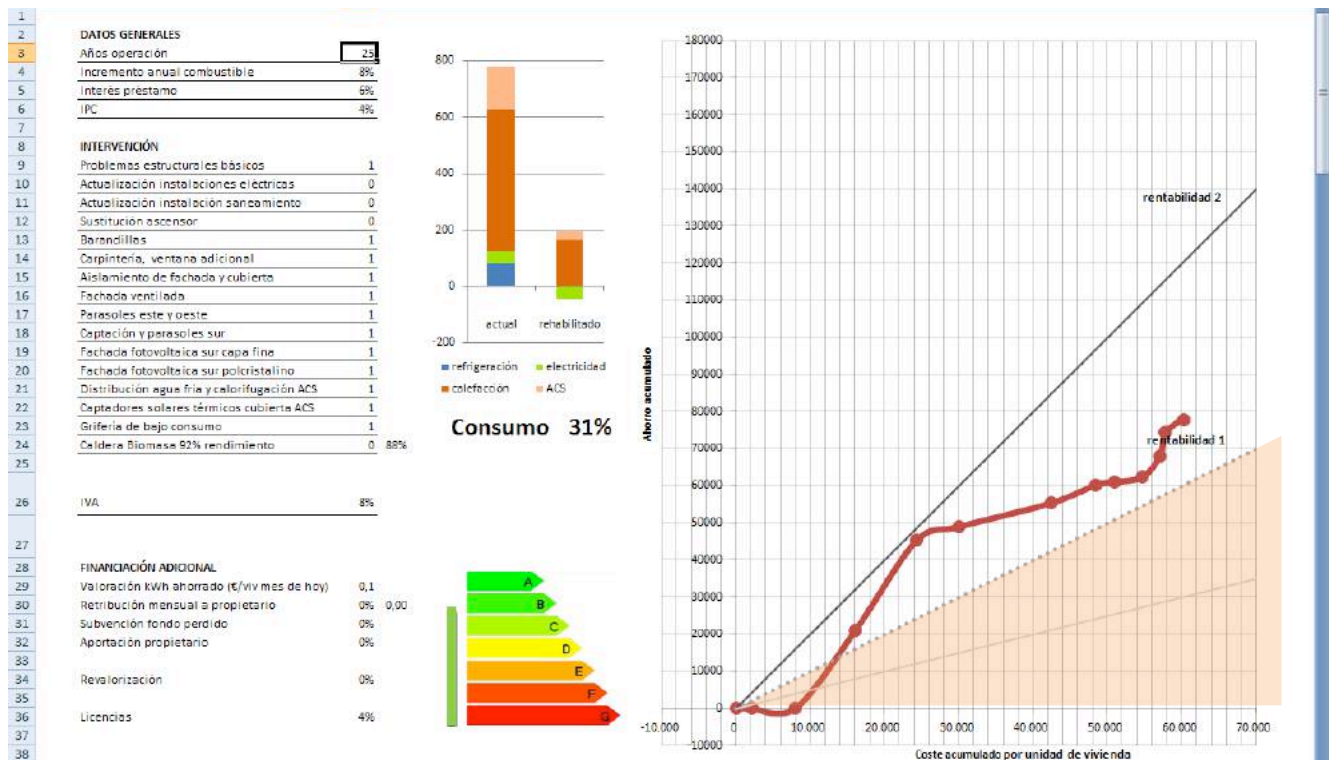 1
2 DATOS GENERALES
3 Años operación 25
4 Incremento anual combustible 8%
5 Interés préstamo 6%
6 IPC 4%
7
8 INTERVENCIÓN
9 Problemas estructurales básicos 1
10 Actualización instalaciones eléctricas 0
11 Actualización instalación saneamiento 0
12 Sustitución ascensor 0
13 Barandillas 1
14 Carpintería, ventana adicional 1
15 Aislamiento de fachada y cubierta 1
16 Fachada ventilada 1
17 Parasoles este y oeste 1
18 Captación y parasoles sur 1
19 Fachada fotovoltaica sur capa fina 1
20 Fachada fotovoltaica sur polcristalino 1
21 Distribución agua fría y calorifugación ACS 1
22 Captadores solares térmicos cubierta ACS 1
23 Grifería de bajo consumo 1
24 Caldera Biomasa 92% rendimiento 0 88%
25
26 IVA 8%
27
28 FINANCIACIÓN ADICIONAL
29 Valoración kWh ahorrado (€/viv mes de hoy) 0,1
30 Retribución mensual a propietario 0% 0,00
31 Subvención fondo perdido 0%
32 Aportación propietario 0%
33
34 Revalorización 0%
35
36 Licencias 4%
37
38
800
600
400
200
0
-200
actual rehabilitado
refrigeración electricidad
calefacción ACS
Consumo 31%
A
B
C
D
E
F
G
180000
170000
160000
150000
140000
130000
120000
110000
100000
90000
80000
70000
60000
50000
40000
30000
20000
10000
0
-10000
Ahorro acumulado
rentabilidad 2
rentabilidad 1
-10.000 0 10.000 20.000 30.000 40.000 50.000 60.000 70.000
Coste acumulado por unidad de vivienda